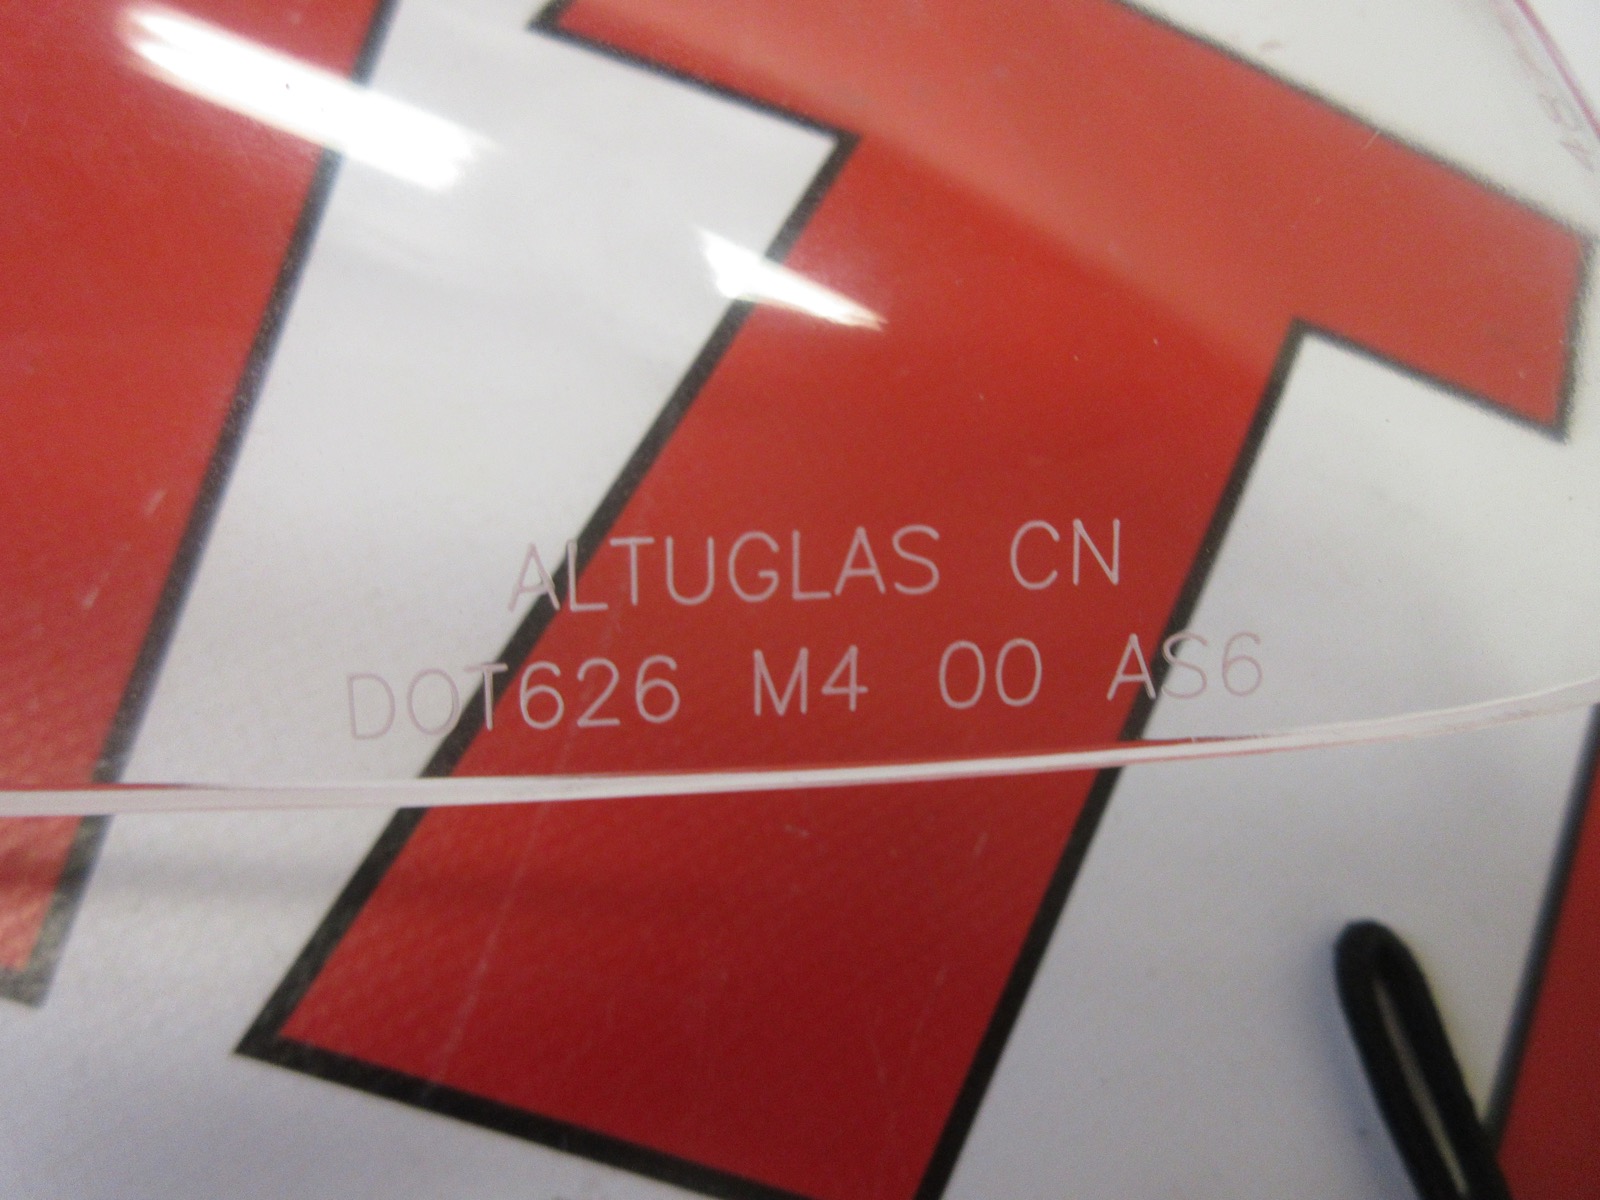 ALTUGLAS CN
DOT626 M4 00 AS6